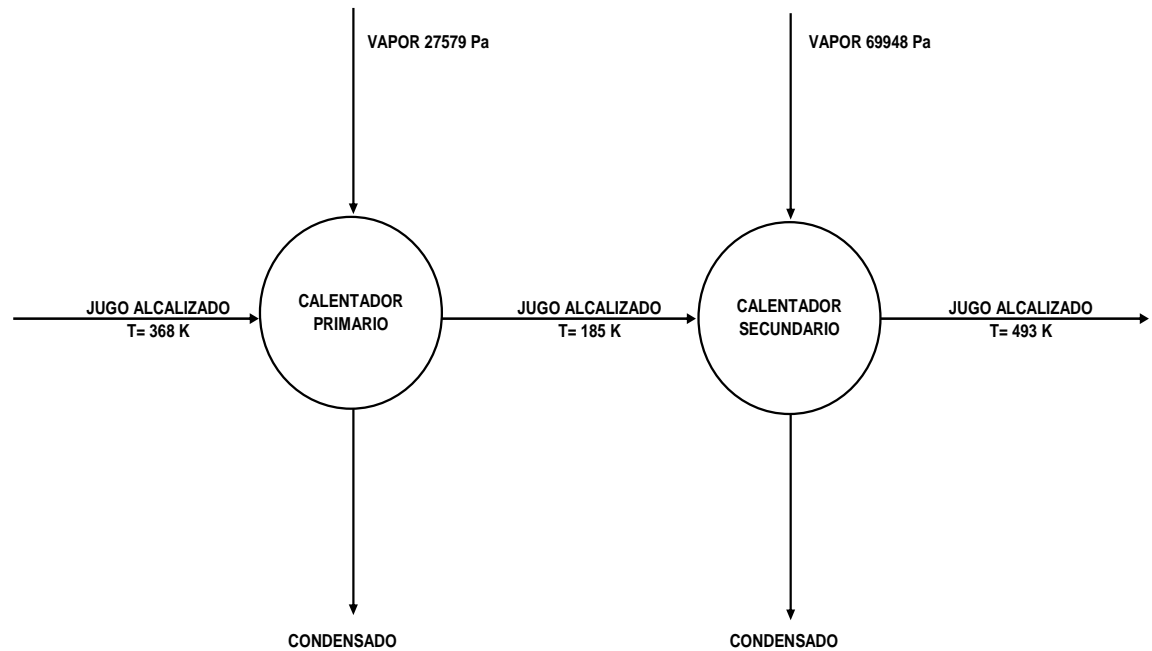 VAPOR 27579 Pa
VAPOR 69948 Pa
JUGO ALCALIZADO
T= 368 K
CALENTADOR
PRIMARIO
JUGO ALCALIZADO
T= 185 K
CALENTADOR
SECUNDARIO
JUGO ALCALIZADO
T= 493 K
CONDENSADO
CONDENSADO